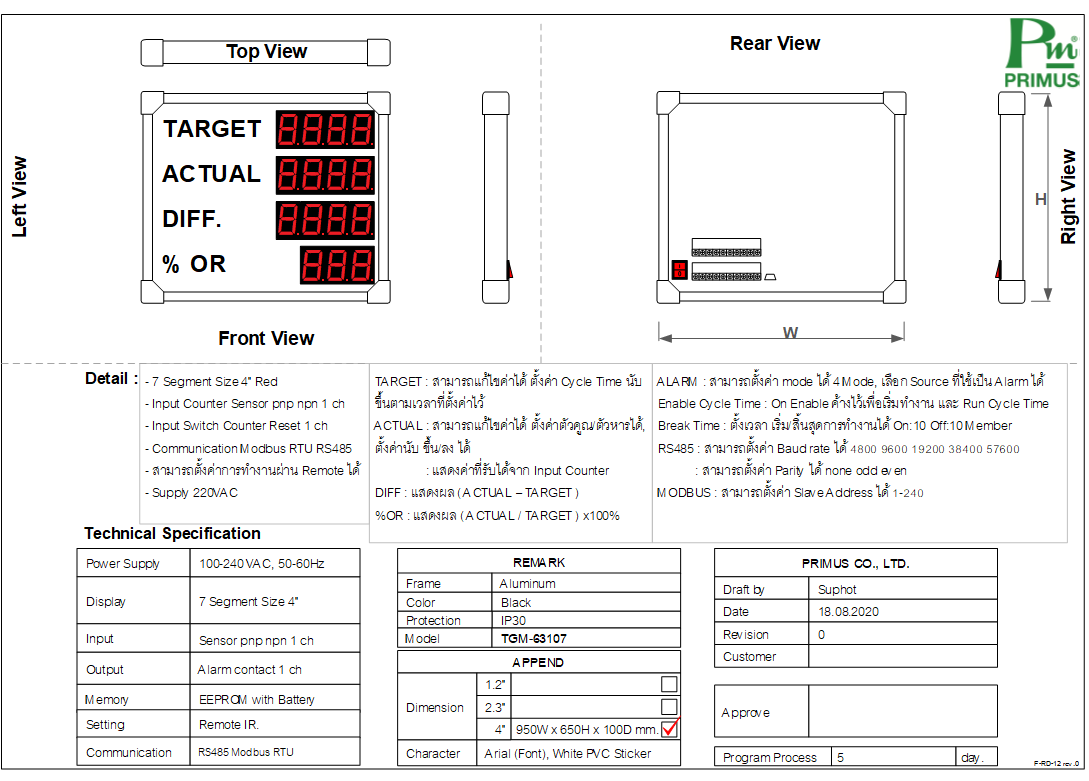 Top View
Rear View
Pm®
PRIMUS
TARGET 8.8.8.8.
ACTUAL 8.8.8.8.
DIFF. 8.8.8.8.
% OR 8.8.8.
Left View
H
Right View
Front View
W
Detail :
- 7 Segment Size 4" Red
- Input Counter Sensor pnp npn 1 ch
- Input Switch Counter Reset 1 ch
- Communication Modbus RTU RS485
- สามารถตั้งค่าการทำงานผ่าน Remote ได้
- Supply 220VAC
TARGET : สามารถแก้ไขค่าได้ ตั้งค่า Cycle Time นับ
ขึ้นตามเวลาที่ตั้งค่าไว้
ACTUAL : สามารถแก้ไขค่าได้ ตั้งค่าตัวคูณ/ตัวหารได้,
ตั้งค่านับ ขึ้น/ลง ได้
: แสดงค่าที่รับได้จาก Input Counter
DIFF : แสดงผล ( ACTUAL – TARGET )
%OR : แสดงผล ( ACTUAL / TARGET ) x100%
ALARM : สามารถตั้งค่า mode ได้ 4 Mode, เลือก Source ที่ใช้เป็น Alarm ได้
Enable Cycle Time : On Enable ค้างไว้เพื่อเริ่มทำงาน และ Run Cycle Time
Break Time : ตั้งเวลา เริ่ม/สิ้นสุดการทำงานได้ On:10 Off:10 Member
RS485 : สามารถตั้งค่า Baud rate ได้ 4800 9600 19200 38400 57600
: สามารถตั้งค่า Parity ได้ none odd even
MODBUS : สามารถตั้งค่า Slave Address ได้ 1-240
Technical Specification
Power Supply 100-240VAC, 50-60Hz
Display 7 Segment Size 4"
Input Sensor pnp npn 1 ch
Output Alarm contact 1 ch
Memory EEPROM with Battery
Setting Remote IR.
Communication RS485 Modbus RTU
REMARK
Frame Aluminum
Color Black
Protection IP30
Model TGM-63107
APPEND
Dimension
1.2"
2.3"
4" 950W x 650H x 100D mm.
Character Arial (Font), White PVC Sticker
PRIMUS CO., LTD.
Draft by Suphot
Date 18.08.2020
Revision 0
Customer
Approve
Program Process 5 day.
F-RD-12 rev.0